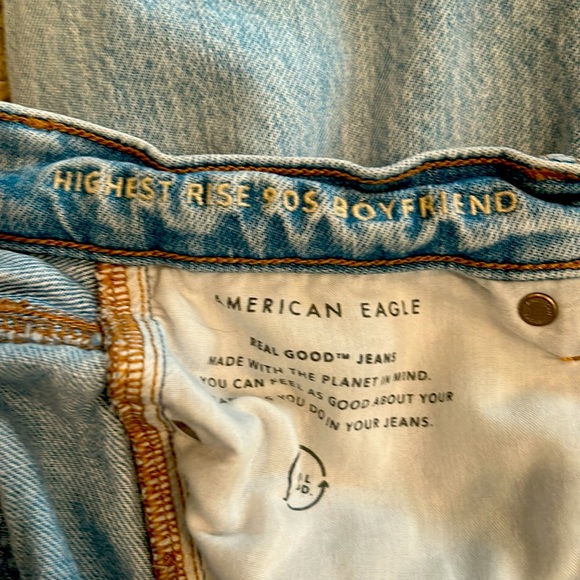 HIGHEST RISE 90S BOYFRIEND
AMERICAN EAGLE
REAL GOOD™ JEANS
MADE WITH THE PLANET IN MIND.
YOU CAN FEEL AS GOOD ABOUT YOUR
YOU DO IN YOUR JEANS.